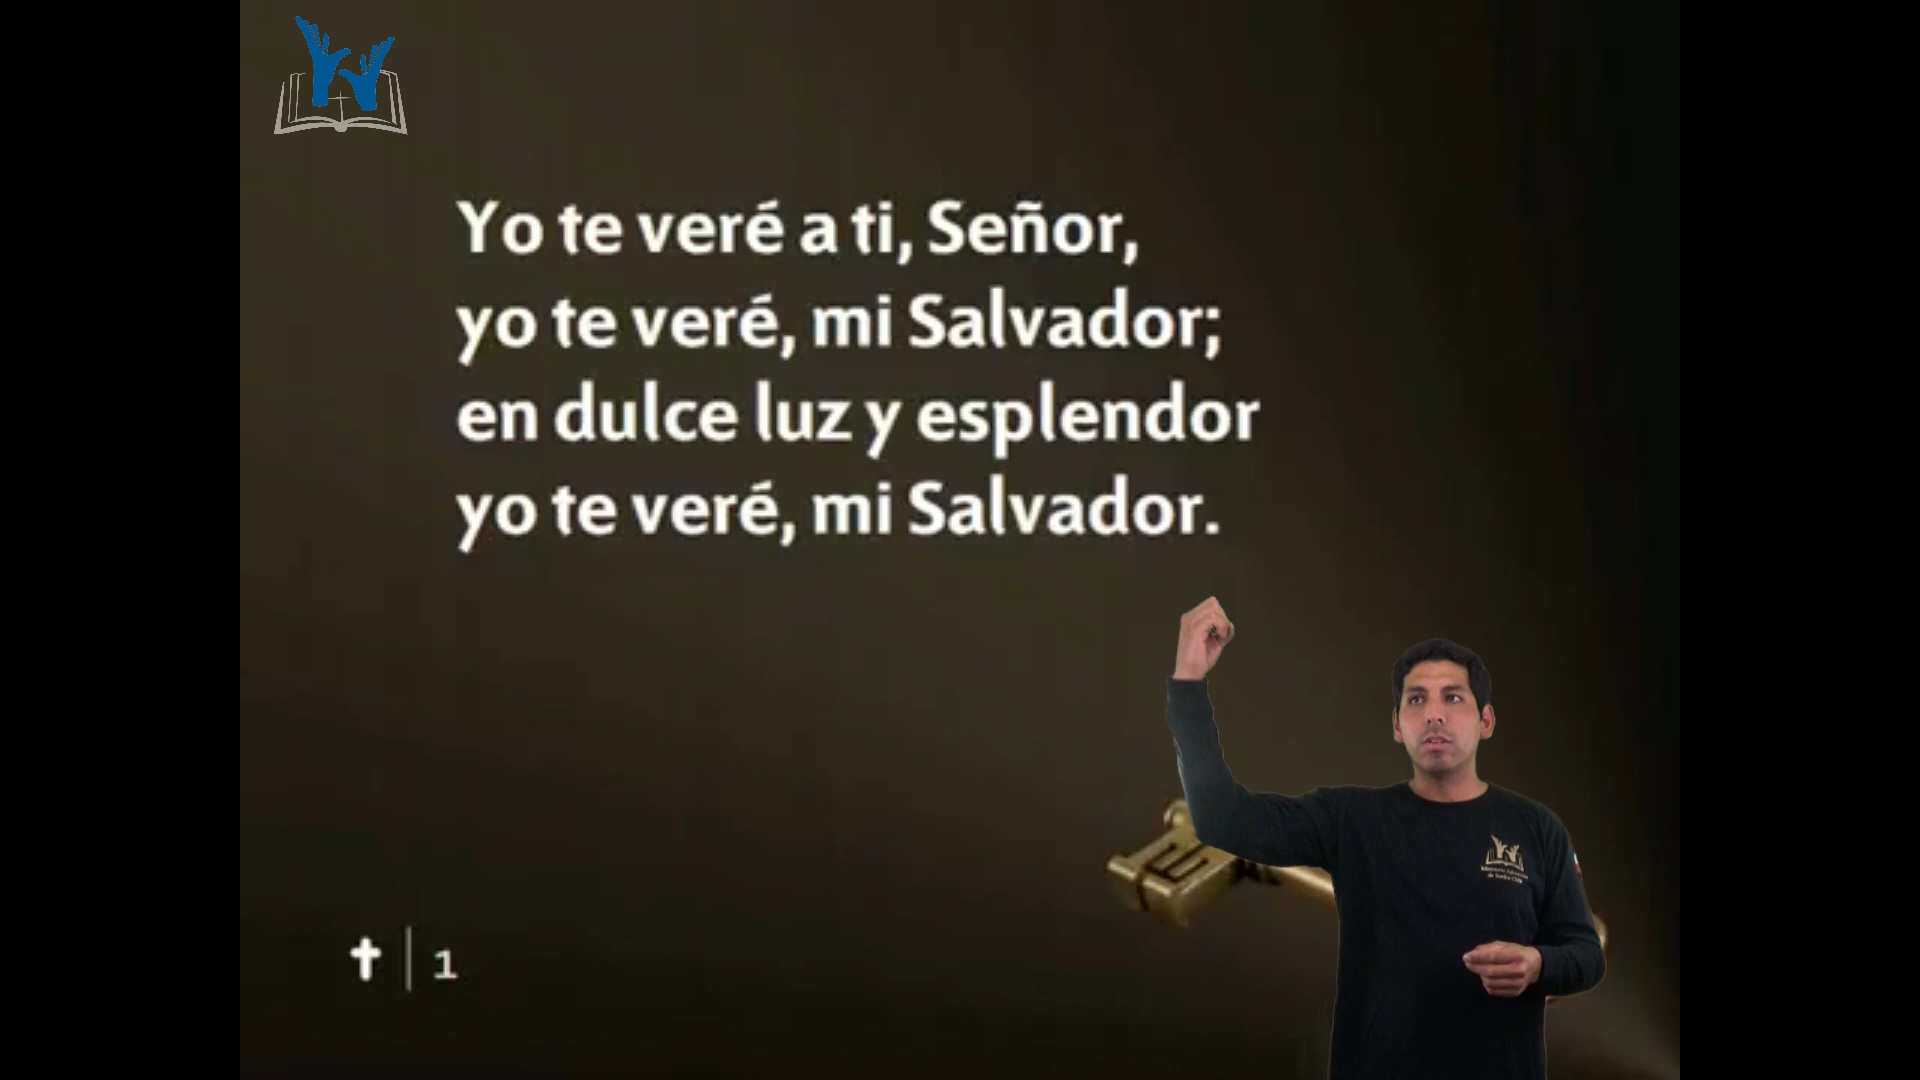 Yo te veré a ti, Señor,
yo te veré, mi Salvador;
en dulce luz y esplendor
yo te veré, mi Salvador.
1